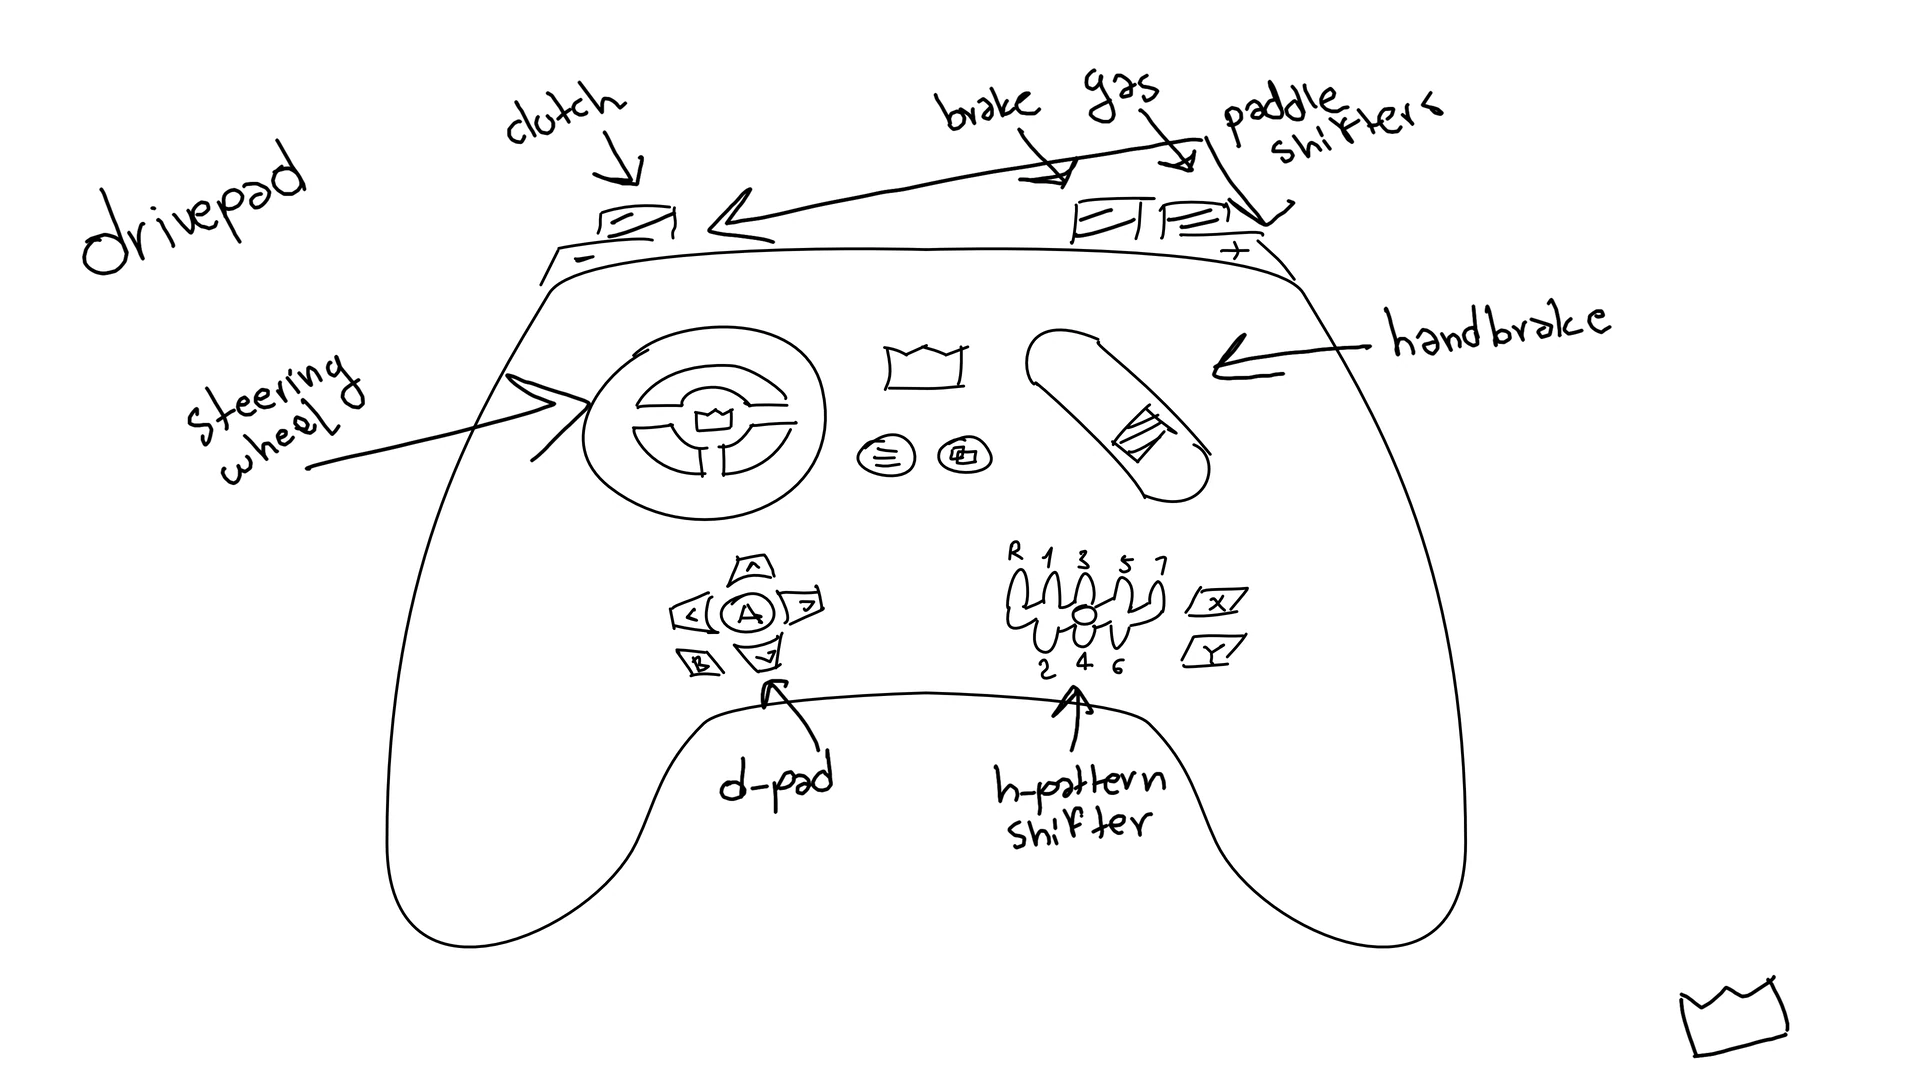 drivepad
clutch
brake
gas
paddle
shifters
-
+
steering
wheel
handbrake
R 1 3 5 7
A
B
X
Y
2 4 6
d-pad
h-pattern
shifter